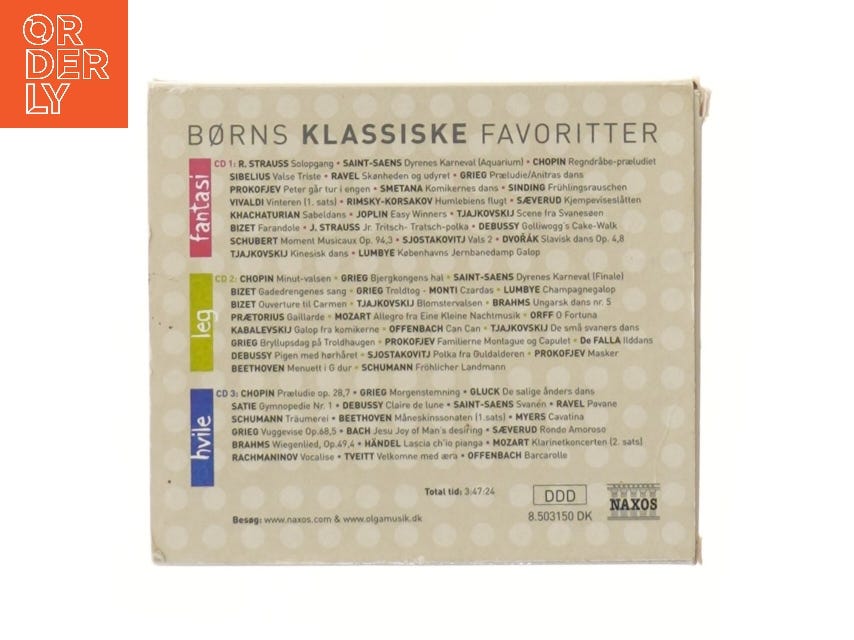 OR
DER
LY
BØRNS KLASSISKE FAVORITTER
fantasi
CD 1: R. STRAUSS Solopgang • SAINT-SAENS Dyrenes Karneval (Aquarium) • CHOPIN Regndråbe-præludiet
SIBELIUS Valse Triste • RAVEL Skønheden og udyret • GRIEG Præludie/Anitras dans
PROKOFJEV Peter går tur i engen • SMETANA Komikernes dans • SINDING Frühlingsrauschen
VIVALDI Vinteren (1. sats) • RIMSKY-KORSAKOV Humlebiens flugt • SÆVERUD Kjempeviseslåtten
KHACHATURIAN Sabeldans • JOPLIN Easy Winners • TJAJKOVSKIJ Scene fra Svanesøen
BIZET Farandole • J. STRAUSS Jr. Tritsch- Tratsch-polka • DEBUSSY Golliwogg's Cake-Walk
SCHUBERT Moment Musicaux Op. 94,3 • SJOSTAKOVITJ Vals 2 • DVOŘÁK Slavisk dans Op. 4,8
TJAJKOVSKIJ Kinesisk dans • LUMBYE Københavns Jernbanedamp Galop
leg
CD 2: CHOPIN Minut-valsen • GRIEG Bjergkongens hal • SAINT-SAENS Dyrenes Karneval (Finale)
BIZET Gadedrengenes sang • GRIEG Troldtog - MONTI Czardas • LUMBYE Champagnegalop
BIZET Ouverture til Carmen • TJAJKOVSKIJ Blomstervalsen • BRAHMS Ungarsk dans nr. 5
PRÆTORIUS Gaillarde • MOZART Allegro fra Eine Kleine Nachtmusik • ORFF O Fortuna
KABALEVSKIJ Galop fra komikerne • OFFENBACH Can Can • TJAJKOVSKIJ De små svaners dans
GRIEG Bryllupsdag på Troldhaugen • PROKOFJEV Familierne Montague og Capulet • De FALLA Ilddans
DEBUSSY Pigen med hørhåret • SJOSTAKOVITJ Polka fra Guldalderen • PROKOFJEV Masker
BEETHOVEN Menuett i G dur • SCHUMANN Fröhlicher Landmann
hvile
CD 3: CHOPIN Præludie op. 28,7 • GRIEG Morgenstemning • GLUCK De salige ånders dans
SATIE Gymnopedie Nr. 1 • DEBUSSY Claire de lune • SAINT-SAENS Svanen • RAVEL Pavane
SCHUMANN Träumerei • BEETHOVEN Måneskinssonaten (1.sats) • MYERS Cavatina
GRIEG Vuggevise Op.68,5 • BACH Jesu Joy of Man's desiring • SÆVERUD Rondo Amoroso
BRAHMS Wiegenlied, Op.49,4 • HÄNDEL Lascia ch'io pianga • MOZART Klarinetkoncerten (2. sats)
RACHMANINOV Vocalise • TVEITT Velkomne med æra • OFFENBACH Barcarolle
Total tid: 3:47:24
DDD
NAXOS
Besøg: www.naxos.com & www.olgamusik.dk
8.503150 DK